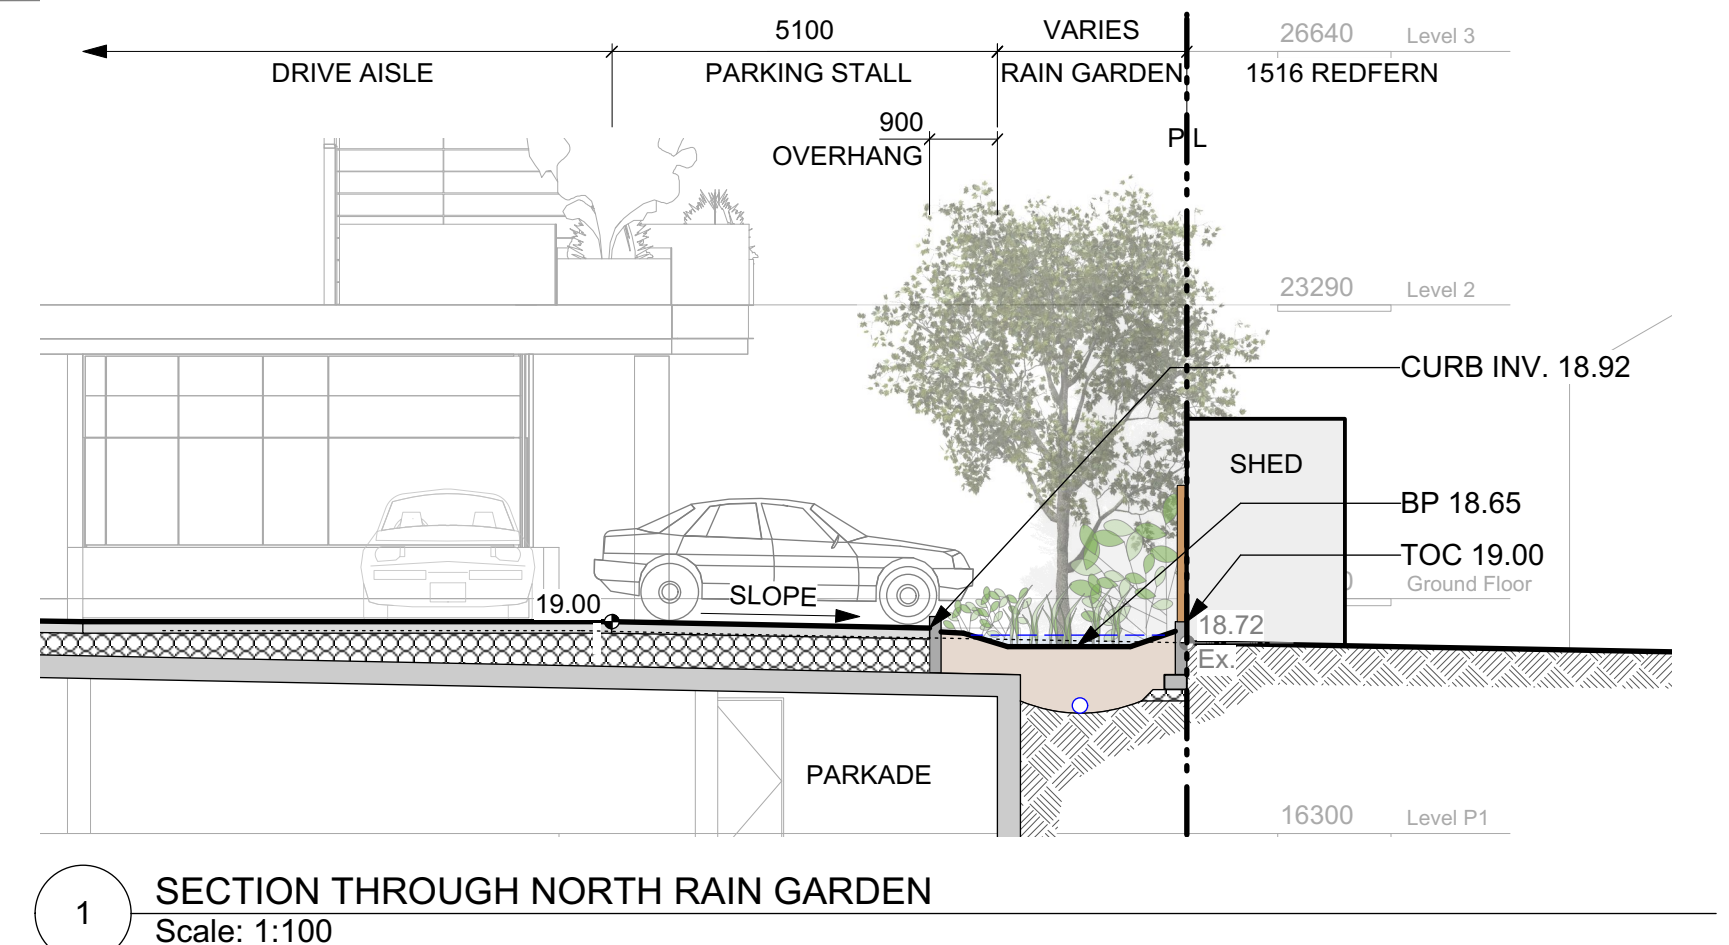 5100
VARIES
26640
Level 3
DRIVE AISLE
PARKING STALL
RAIN GARDEN
1516 REDFERN
900
OVERHANG
P L
23290
Level 2
CURB INV. 18.92
SHED
BP 18.65
TOC 19.00
0
Ground Floor
19.00
SLOPE
18.72
Ex.
PARKADE
16300
Level P1
1
SECTION THROUGH NORTH RAIN GARDEN
Scale: 1:100